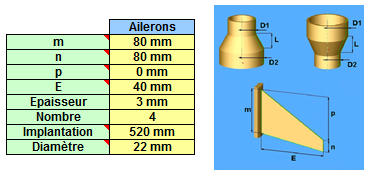 Ailerons
m 80 mm
n 80 mm
p 0 mm
E 40 mm
Epaisseur 3 mm
Nombre 4
Implantation 520 mm
Diamètre 22 mm
D1 D1
L L
D2 D2
m p
E n